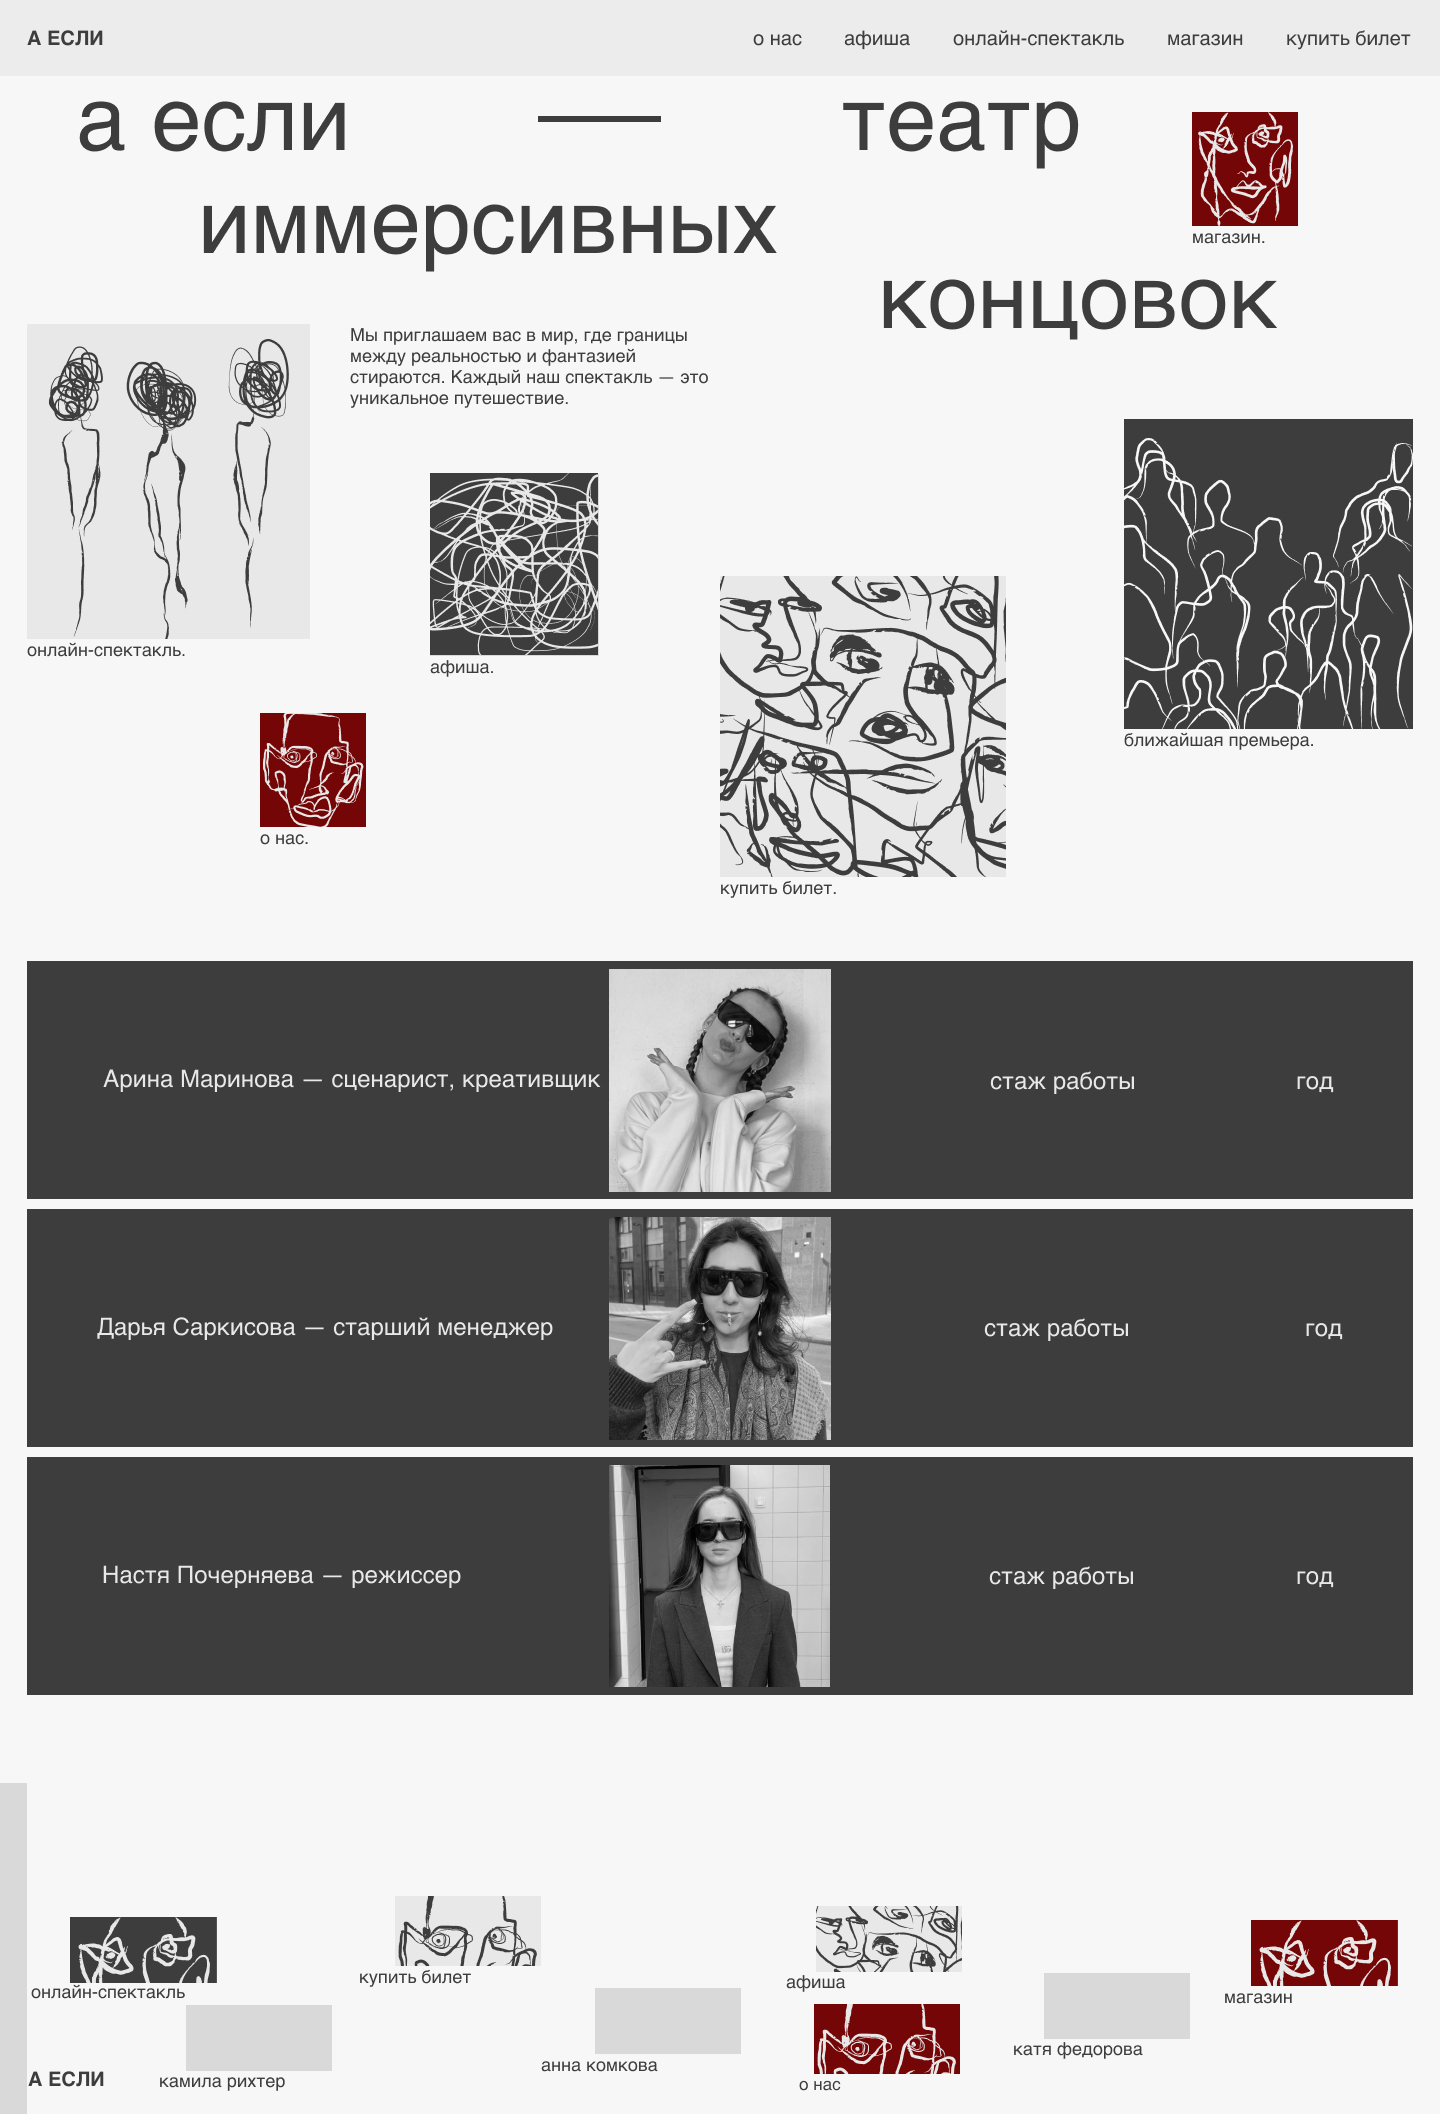 А ЕСЛИ
о нас афиша онлайн-спектакль магазин купить билет
а если — театр
иммерсивных
магазин.
концовок
Мы приглашаем вас в мир, где границы
между реальностью и фантазией
стираются. Каждый наш спектакль — это
уникальное путешествие.
онлайн-спектакль.
афиша.
ближайшая премьера.
о нас.
купить билет.
Арина Маринова — сценарист, креативщик стаж работы год
Дарья Саркисова — старший менеджер стаж работы год
Настя Почерняева — режиссер стаж работы год
онлайн-спектакль
купить билет
афиша
магазин
А ЕСЛИ
камила рихтер
анна комкова
о нас
катя федорова